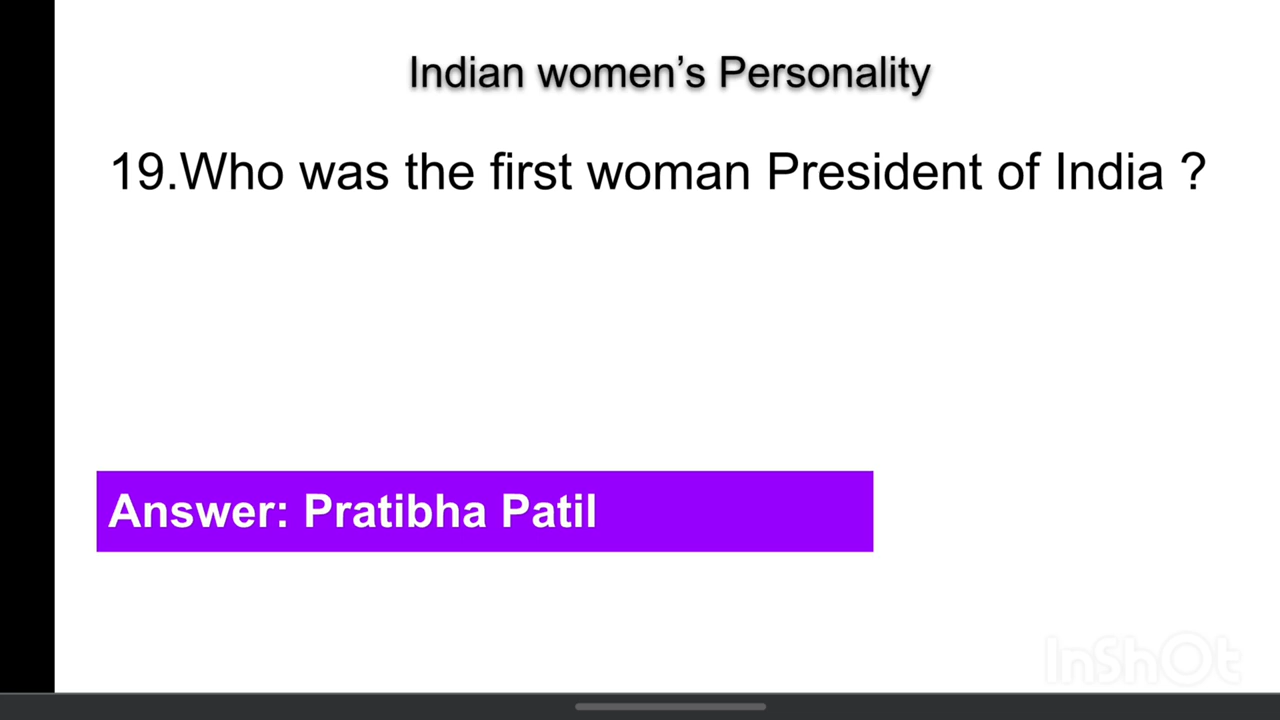 Indian women’s Personality
19.Who was the first woman President of India ?
Answer: Pratibha Patil
InShOt